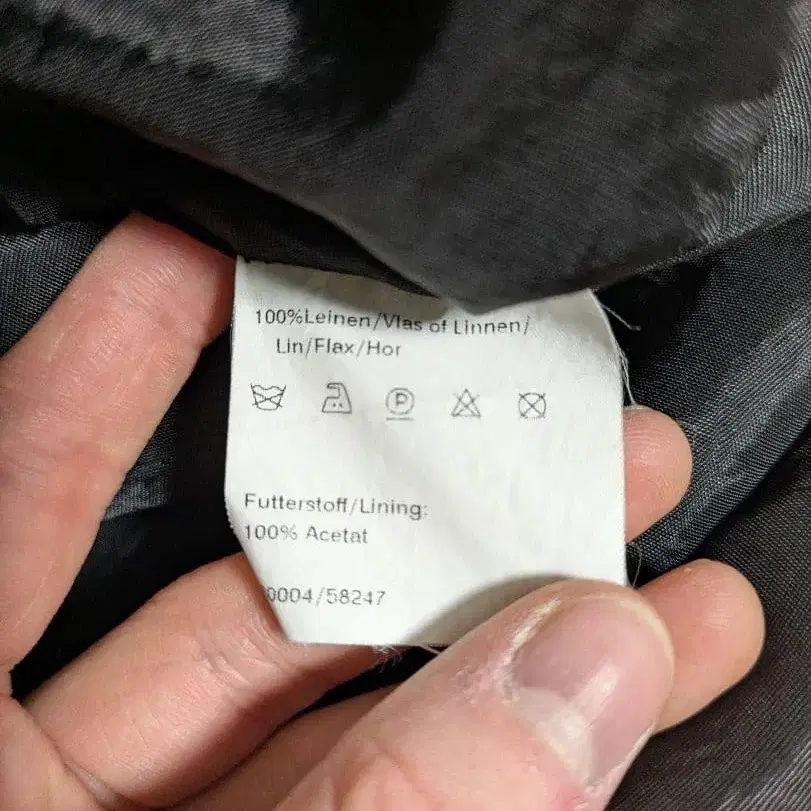 100%Leinen/Vlas of Linnen/
Lin/Flax/Hor
P
Futterstoff/Lining:
100% Acetat
0004/58247